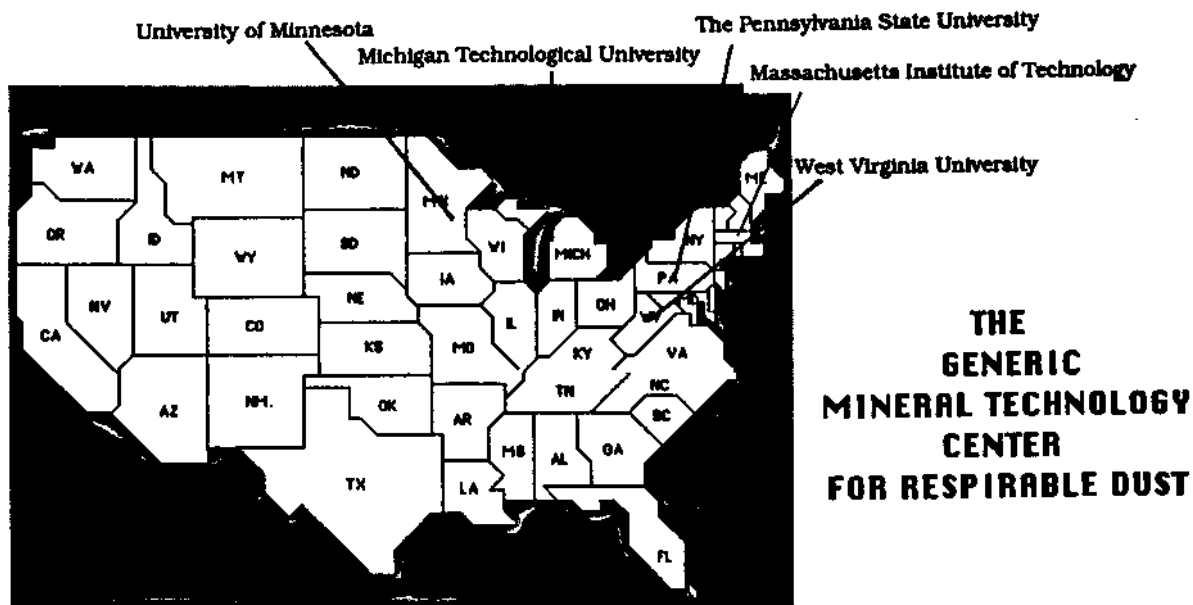 University of Minnesota
The Pennsylvania State University
Michigan Technological University
Massachusetts Institute of Technology
West Virginia University
WA
MT
ND
MN
ME
OR
ID
WY
SD
WI
MICH
NY
IA
PA
NV
UT
CO
NE
IL
IN
OH
MD
WV
CA
KS
MO
KY
VA
AZ
NM.
OK
AR
TN
NC
SC
TX
LA
MS
AL
GA
FL
THE
GENERIC
MINERAL TECHNOLOGY
CENTER
FOR RESPIRABLE DUST